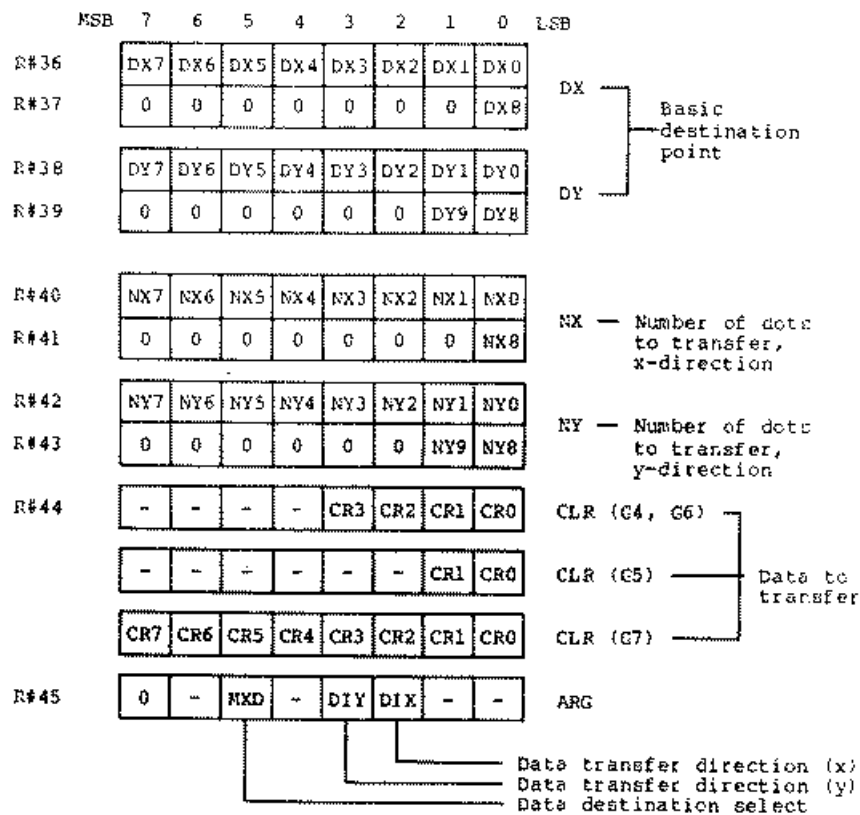 MSB 7 6 5 4 3 2 1 0 LSB
R#36 DX7 DX6 DX5 DX4 DX3 DX2 DX1 DX0
R#37 0 0 0 0 0 0 0 DX8
DX
Basic
destination
point
R#38 DY7 DY6 DY5 DY4 DY3 DY2 DY1 DY0
R#39 0 0 0 0 0 0 DY9 DY8
DY
R#40 NX7 NX6 NX5 NX4 NX3 NX2 NX1 NX0
R#41 0 0 0 0 0 0 0 NX8
NX — Number of dots
to transfer,
x-direction
R#42 NY7 NY6 NY5 NY4 NY3 NY2 NY1 NY0
R#43 0 0 0 0 0 0 NY9 NY8
NY — Number of dots
to transfer,
y-direction
R#44 - - - - CR3 CR2 CR1 CR0 CLR (G4, G6)
- - - - - - CR1 CR0 CLR (G5)
Data to
transfer
CR7 CR6 CR5 CR4 CR3 CR2 CR1 CR0 CLR (G7)
R#45 0 - MXD - DIY DIX - - ARG
Data transfer direction (x)
Data transfer direction (y)
Data destination select